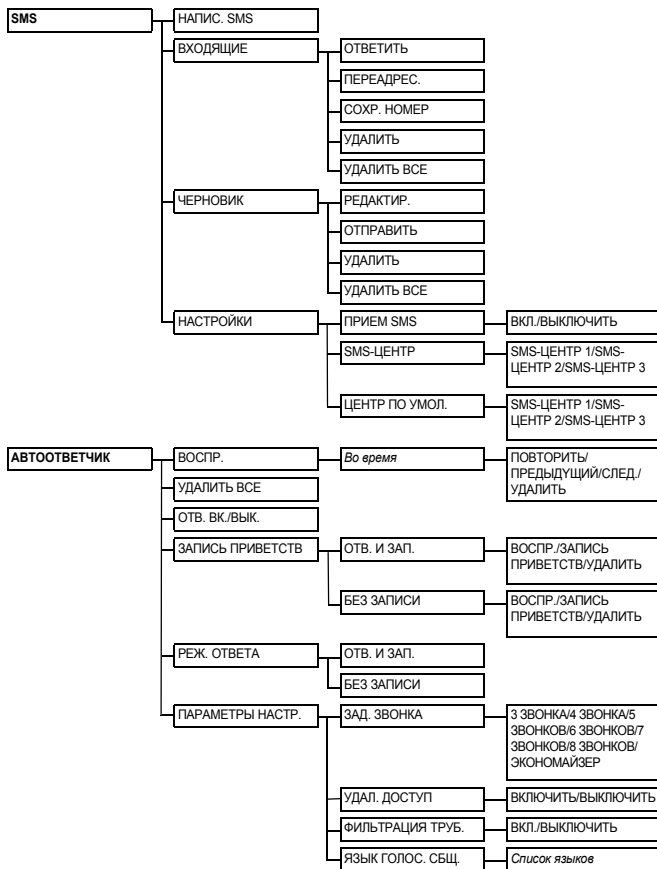 SMS
НАПИС. SMS
ВХОДЯЩИЕ
ОТВЕТИТЬ
ПЕРЕАДРЕС.
СОХР. НОМЕР
УДАЛИТЬ
УДАЛИТЬ ВСЕ
ЧЕРНОВИК
РЕДАКТИР.
ОТПРАВИТЬ
УДАЛИТЬ
УДАЛИТЬ ВСЕ
НАСТРОЙКИ
ПРИЕМ SMS
ВКЛ./ВЫКЛЮЧИТЬ
SMS-ЦЕНТР
SMS-ЦЕНТР 1/SMS-
ЦЕНТР 2/SMS-ЦЕНТР 3
ЦЕНТР ПО УМОЛ.
SMS-ЦЕНТР 1/SMS-
ЦЕНТР 2/SMS-ЦЕНТР 3
АВТООТВЕТЧИК
ВОСПР.
Во время
ПОВТОРИТЬ/
ПРЕДЫДYЩИЙ/СЛЕД./
УДАЛИТЬ
УДАЛИТЬ ВСЕ
ОТВ. ВК./ВЫК.
ЗАПИСЬ ПРИВЕТСТВ
ОТВ. И ЗАП.
ВОСПР./ЗАПИСЬ
ПРИВЕТСТВ/УДАЛИТЬ
БЕЗ ЗАПИСИ
ВОСПР./ЗАПИСЬ
ПРИВЕТСТВ/УДАЛИТЬ
РЕЖ. ОТВЕТА
ОТВ. И ЗАП.
БЕЗ ЗАПИСИ
ПАРАМЕТРЫ НАСТР.
ЗАД. ЗВОНКА
3 ЗВОНКА/4 ЗВОНКА/5
ЗВОНКОВ/6 ЗВОНКОВ/7
ЗВОНКОВ/8 ЗВОНКОВ/
ЭКОНОМАЙЗЕР
УДАЛ. ДОСТУП
ВКЛЮЧИТЬ/ВЫКЛЮЧИТЬ
ФИЛЬТРАЦИЯ ТРУБ.
ВКЛ./ВЫКЛЮЧИТЬ
ЯЗЫК ГОЛОС. СБЩ.
Список языков